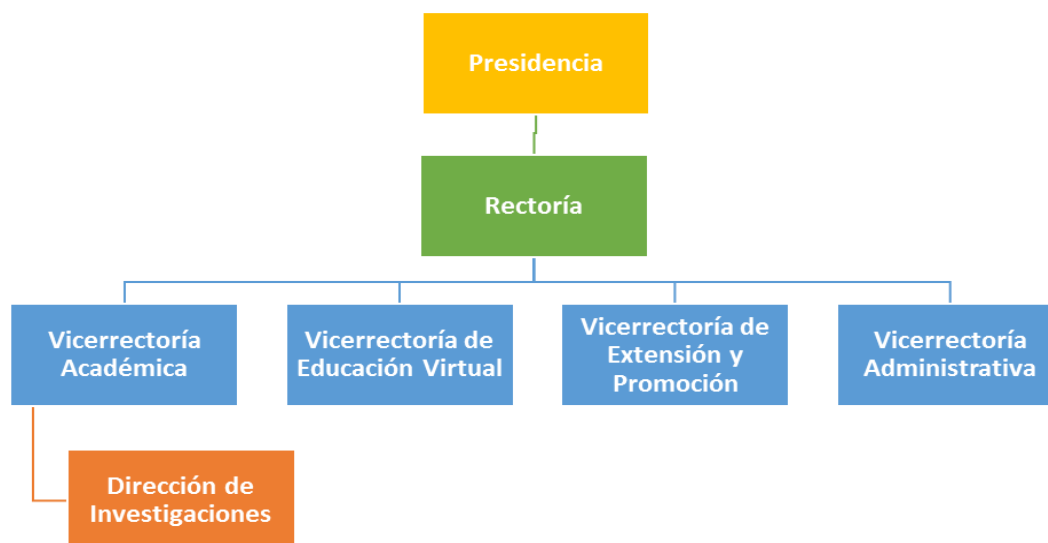 Presidencia
Rectoría
Vicerrectoría
Académica
Vicerrectoría de
Educación Virtual
Vicerrectoría de
Extensión y
Promoción
Vicerrectoría
Administrativa
Dirección de
Investigaciones